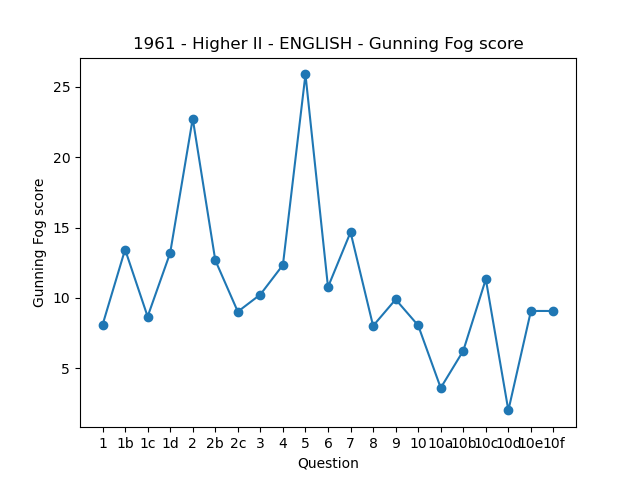 1961 - Higher II - ENGLISH - Gunning Fog score
Gunning Fog score
25
20
15
10
5
1 1b 1c 1d 2 2b 2c 3 4 5 6 7 8 9 10 10a 10b 10c 10d 10e 10f
Question